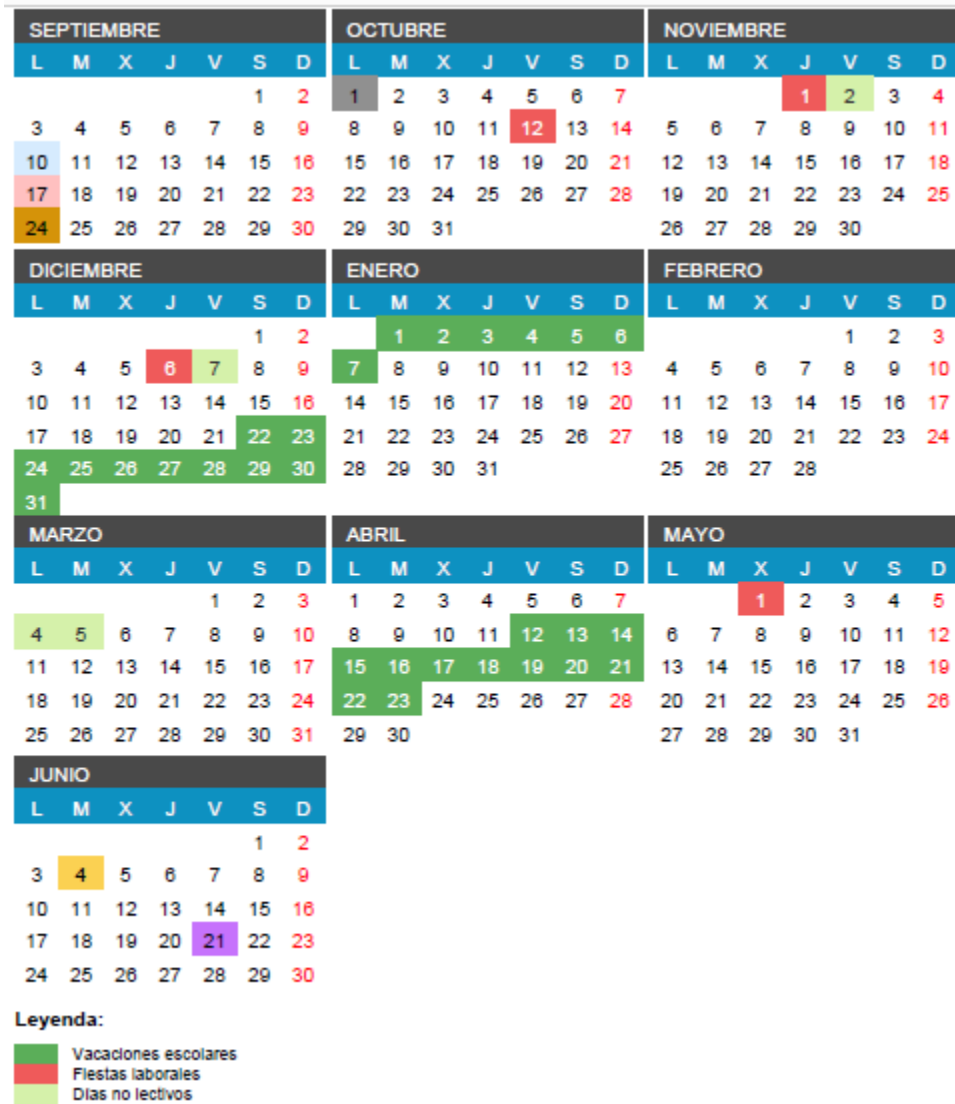 SEPTIEMBRE
L M X J V S D
1 2
3 4 5 6 7 8 9
10 11 12 13 14 15 16
17 18 19 20 21 22 23
24 25 26 27 28 29 30
OCTUBRE
L M X J V S D
1 2 3 4 5 6 7
8 9 10 11 12 13 14
15 16 17 18 19 20 21
22 23 24 25 26 27 28
29 30 31
NOVIEMBRE
L M X J V S D
1 2 3 4
5 6 7 8 9 10 11
12 13 14 15 16 17 18
19 20 21 22 23 24 25
26 27 28 29 30
DICIEMBRE
L M X J V S D
1 2
3 4 5 6 7 8 9
10 11 12 13 14 15 16
17 18 19 20 21 22 23
24 25 26 27 28 29 30
31
ENERO
L M X J V S D
1 2 3 4 5 6
7 8 9 10 11 12 13
14 15 16 17 18 19 20
21 22 23 24 25 26 27
28 29 30 31
FEBRERO
L M X J V S D
1 2 3
4 5 6 7 8 9 10
11 12 13 14 15 16 17
18 19 20 21 22 23 24
25 26 27 28
MARZO
L M X J V S D
1 2 3
4 5 6 7 8 9 10
11 12 13 14 15 16 17
18 19 20 21 22 23 24
25 26 27 28 29 30 31
ABRIL
L M X J V S D
1 2 3 4 5 6 7
8 9 10 11 12 13 14
15 16 17 18 19 20 21
22 23 24 25 26 27 28
29 30
MAYO
L M X J V S D
1 2 3 4 5
6 7 8 9 10 11 12
13 14 15 16 17 18 19
20 21 22 23 24 25 26
27 28 29 30 31
JUNIO
L M X J V S D
1 2
3 4 5 6 7 8 9
10 11 12 13 14 15 16
17 18 19 20 21 22 23
24 25 26 27 28 29 30
Leyenda:
Vacaciones escolares
Fiestas laborales
Días no lectivos